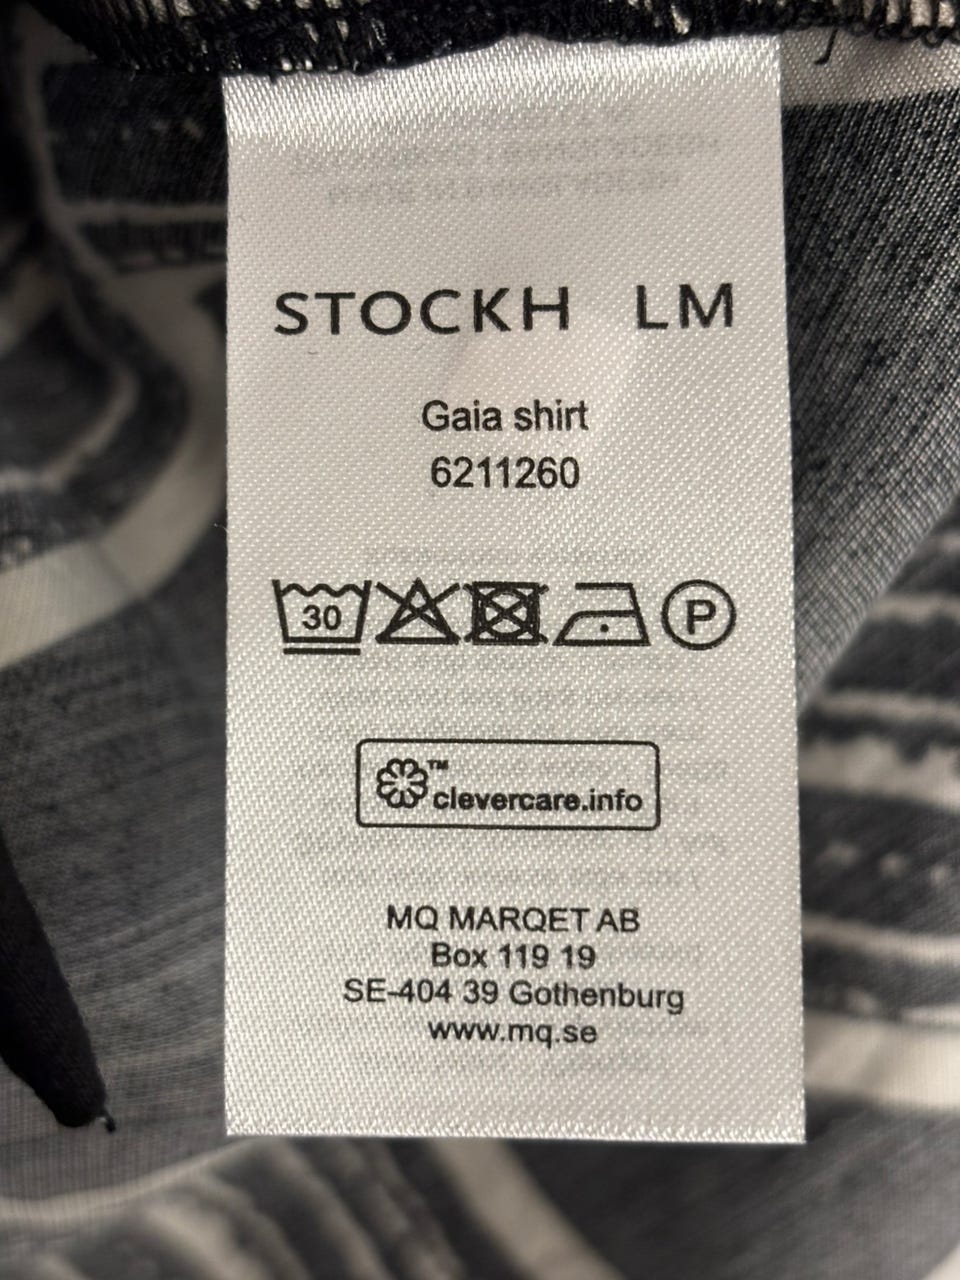 STOCKH LM
Gaia shirt
6211260
30 P
™
clevercare.info
MQ MARQET AB
Box 119 19
SE-404 39 Gothenburg
www.mq.se